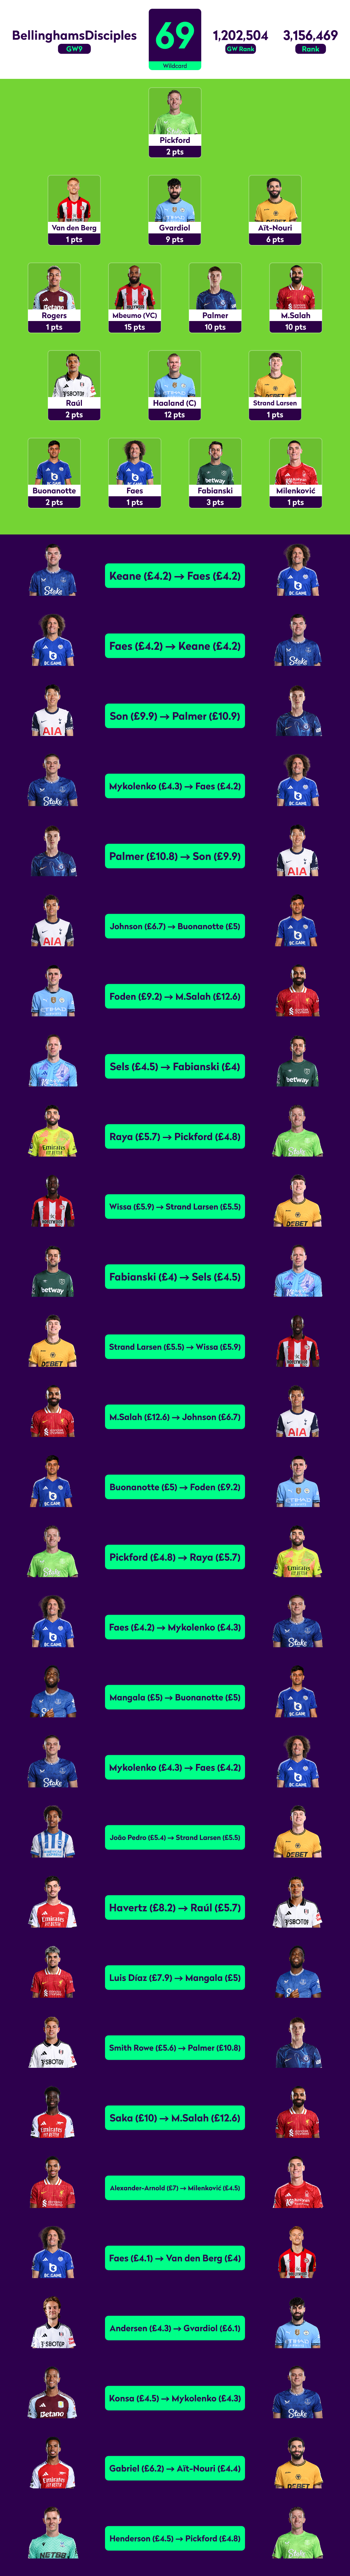 BellinghamsDisciples
GW9
69
Wildcard
1,202,504
GW Rank
3,156,469
Rank
Pickford
2 pts
Van den Berg
1 pts
Gvardiol
9 pts
Aït-Nouri
6 pts
Rogers
1 pts
Mbeumo (VC)
15 pts
Palmer
10 pts
M.Salah
10 pts
Raúl
2 pts
Haaland (C)
12 pts
Strand Larsen
1 pts
Buonanotte
2 pts
Faes
1 pts
Fabianski
3 pts
Milenković
1 pts
Keane (£4.2) → Faes (£4.2)
Faes (£4.2) → Keane (£4.2)
Son (£9.9) → Palmer (£10.9)
Mykolenko (£4.3) → Faes (£4.2)
Palmer (£10.8) → Son (£9.9)
Johnson (£6.7) → Buonanotte (£5)
Foden (£9.2) → M.Salah (£12.6)
Sels (£4.5) → Fabianski (£4)
Raya (£5.7) → Pickford (£4.8)
Wissa (£5.9) → Strand Larsen (£5.5)
Fabianski (£4) → Sels (£4.5)
Strand Larsen (£5.5) → Wissa (£5.9)
M.Salah (£12.6) → Johnson (£6.7)
Buonanotte (£5) → Foden (£9.2)
Pickford (£4.8) → Raya (£5.7)
Faes (£4.2) → Mykolenko (£4.3)
Mangala (£5) → Buonanotte (£5)
Mykolenko (£4.3) → Faes (£4.2)
João Pedro (£5.4) → Strand Larsen (£5.5)
Havertz (£8.2) → Raúl (£5.7)
Luis Díaz (£7.9) → Mangala (£5)
Smith Rowe (£5.6) → Palmer (£10.8)
Saka (£10) → M.Salah (£12.6)
Alexander-Arnold (£7) → Milenković (£4.5)
Faes (£4.1) → Van den Berg (£4)
Andersen (£4.3) → Gvardiol (£6.1)
Konsa (£4.5) → Mykolenko (£4.3)
Gabriel (£6.2) → Aït-Nouri (£4.4)
Henderson (£4.5) → Pickford (£4.8)